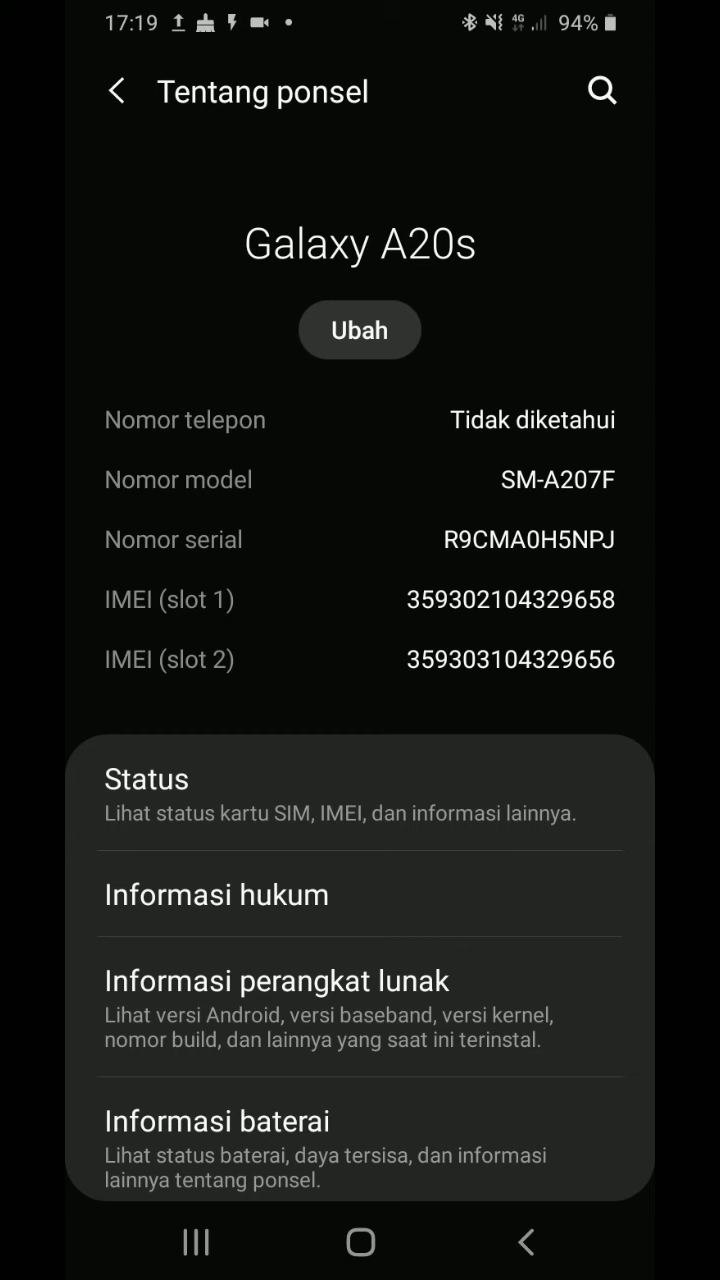 17:19 4G 94%
Tentang ponsel
Galaxy A20s
Ubah
Nomor telepon Tidak diketahui
Nomor model SM-A207F
Nomor serial R9CMA0H5NPJ
IMEI (slot 1) 359302104329658
IMEI (slot 2) 359303104329656
Status
Lihat status kartu SIM, IMEI, dan informasi lainnya.
Informasi hukum
Informasi perangkat lunak
Lihat versi Android, versi baseband, versi kernel,
nomor build, dan lainnya yang saat ini terinstal.
Informasi baterai
Lihat status baterai, daya tersisa, dan informasi
lainnya tentang ponsel.